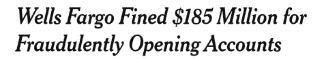 Wells Fargo Fined $185 Million for
Fraudulently Opening Accounts